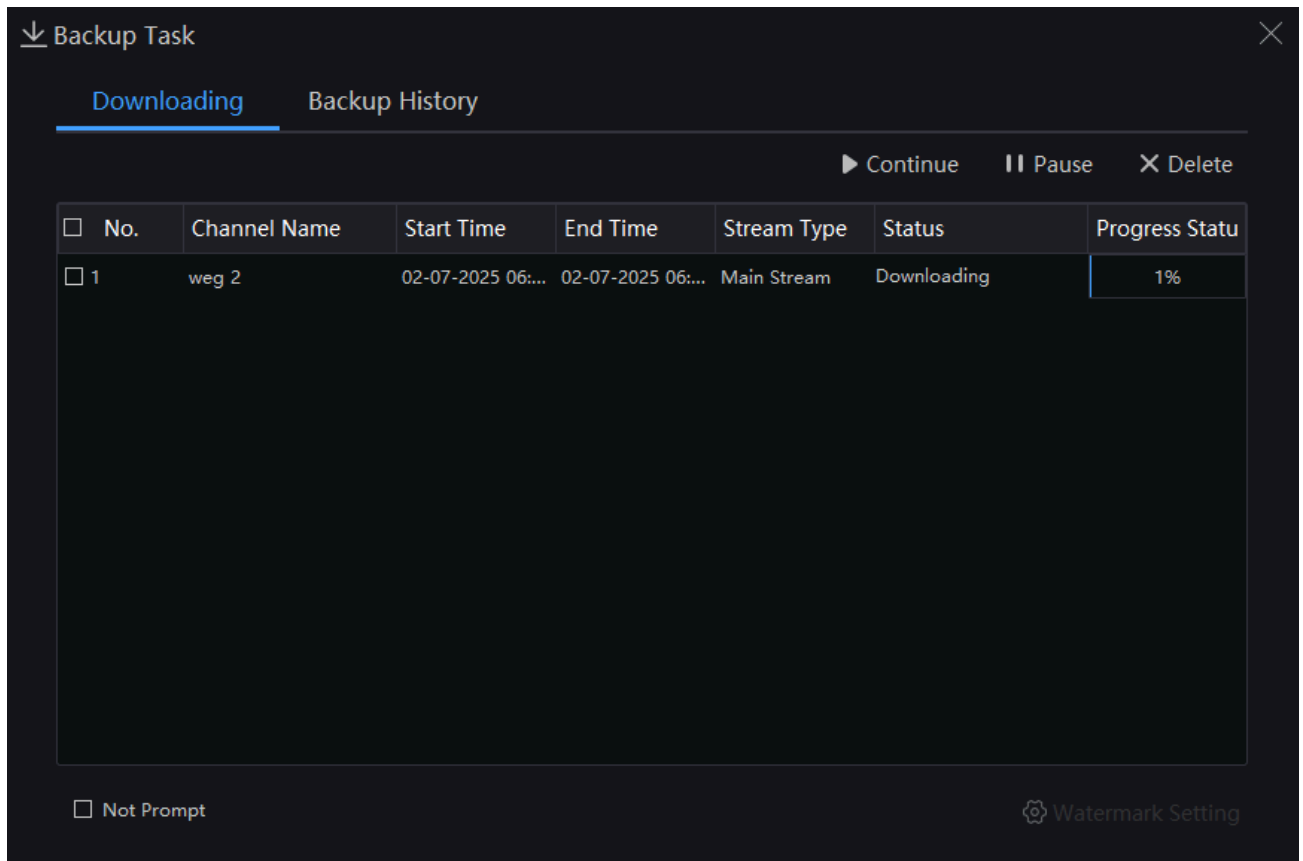 Backup Task
Downloading Backup History
Continue Pause Delete
No. Channel Name Start Time End Time Stream Type Status Progress Statu
1 weg 2 02-07-2025 06:... 02-07-2025 06:... Main Stream Downloading 1%
Not Prompt Watermark Setting